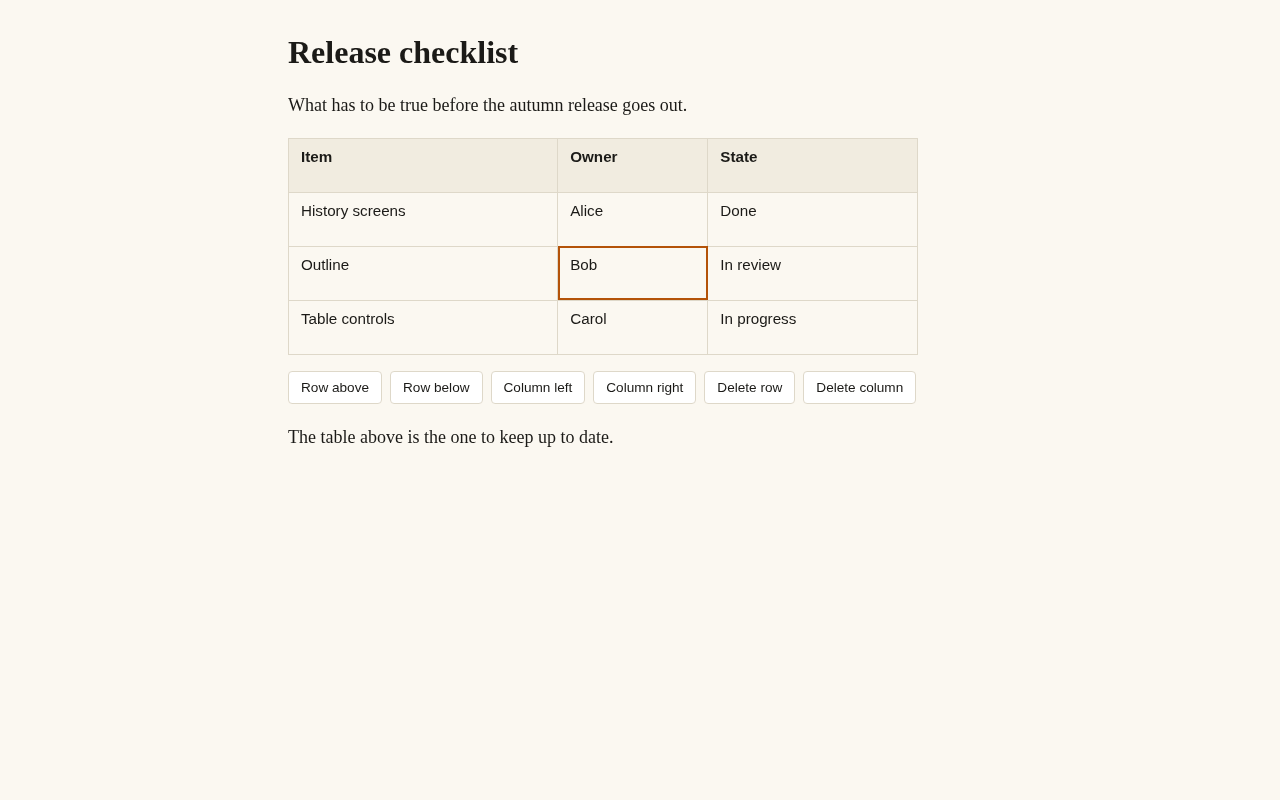 Release checklist
What has to be true before the autumn release goes out.
Item Owner State
History screens Alice Done
Outline Bob In review
Table controls Carol In progress
Row above Row below Column left Column right Delete row Delete column
The table above is the one to keep up to date.